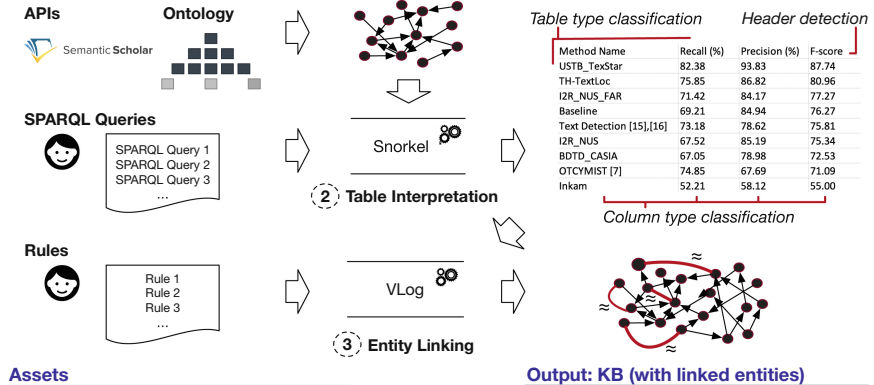 APIs
Ontology
Semantic Scholar
Table type classification
Header detection
Method Name Recall (%) Precision (%) F-score
USTB_TexStar 82.38 93.83 87.74
TH-TextLoc 75.85 86.82 80.96
I2R_NUS_FAR 71.42 84.17 77.27
Baseline 69.21 84.94 76.27
Text Detection [15],[16] 73.18 78.62 75.81
I2R_NUS 67.52 85.19 75.34
BDTD_CASIA 67.05 78.98 72.53
OTCYMIST [7] 74.85 67.69 71.09
Inkam 52.21 58.12 55.00
Column type classification
SPARQL Queries
SPARQL Query 1
SPARQL Query 2
SPARQL Query 3
...
Snorkel
2 Table Interpretation
Rules
Rule 1
Rule 2
Rule 3
...
VLog
3 Entity Linking
≈
≈
≈
≈
Assets
Output: KB (with linked entities)